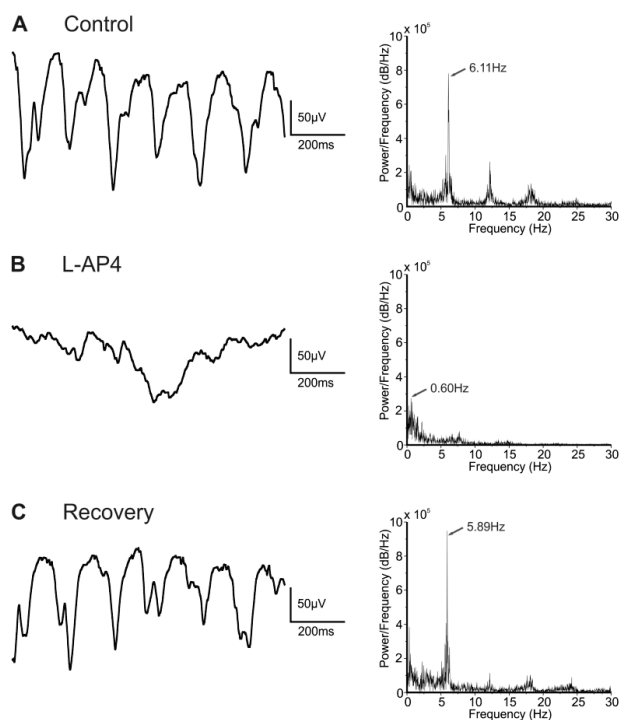 A Control
50µV
200ms
x 10⁵
10
8
6
4
2
0
6.11Hz
Power/Frequency (dB/Hz)
0 5 10 15 20 25 30
Frequency (Hz)
B L-AP4
50µV
200ms
x 10⁵
10
8
6
4
2
0
0.60Hz
Power/Frequency (dB/Hz)
0 5 10 15 20 25 30
Frequency (Hz)
C Recovery
50µV
200ms
x 10⁵
10
8
6
4
2
0
5.89Hz
Power/Frequency (dB/Hz)
0 5 10 15 20 25 30
Frequency (Hz)